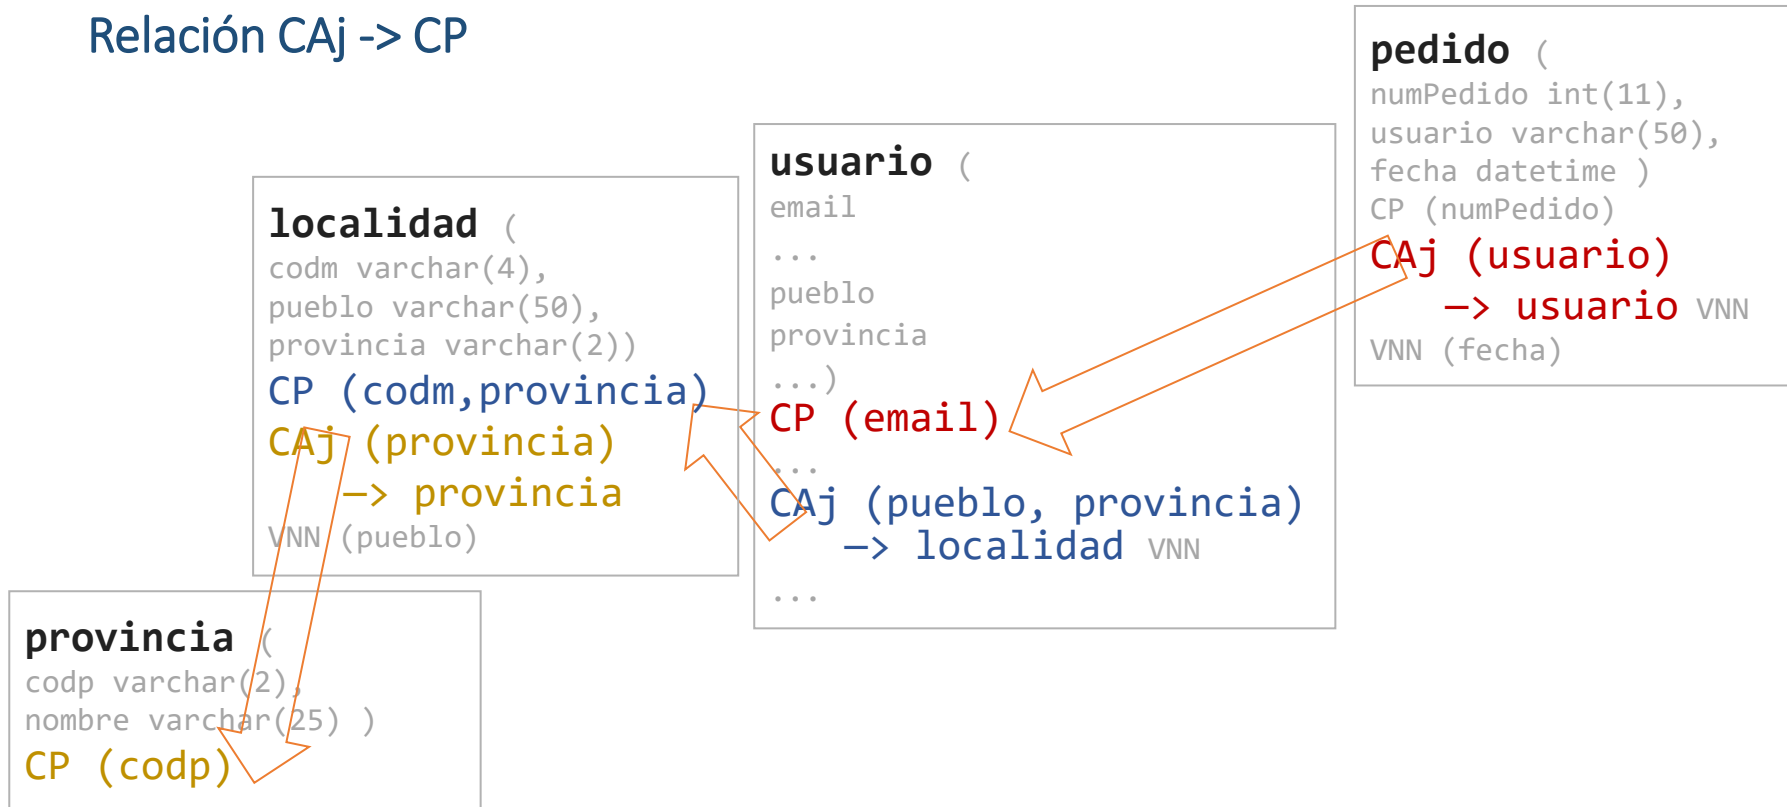 Relación CAj -> CP
pedido (
numPedido int(11),
usuario varchar(50),
fecha datetime )
CP (numPedido)
CAj (usuario)
—> usuario VNN
VNN (fecha)
usuario (
email
...
pueblo
provincia
...)
CP (email)
...
CAj (pueblo, provincia)
—> localidad VNN
...
localidad (
codm varchar(4),
pueblo varchar(50),
provincia varchar(2))
CP (codm,provincia)
CAj (provincia)
—> provincia
VNN (pueblo)
provincia (
codp varchar(2),
nombre varchar(25) )
CP (codp)